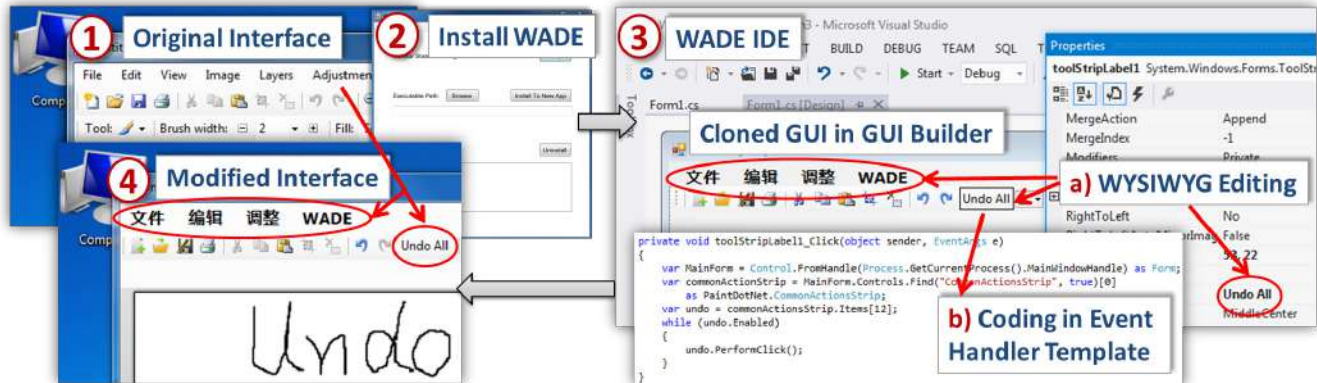 1 Original Interface
File Edit View Image Layers Adjustmen
Tool: Brush width: 2 Fill:
Comp
2 Install WADE
Executable Path: Browse Install To New App
Uninstall
3 WADE IDE
- Microsoft Visual Studio
BUILD DEBUG TEAM SQL T
Start Debug
Form1.cs Form1.cs [Design]
Cloned GUI in GUI Builder
文件 编辑 调整 WADE
Undo All
Properties
toolStripLabel1 System.Windows.Forms.ToolStr
MergeAction Append
MergeIndex -1
Modifiers Private
a) WYSIWYG Editing
RightToLeft No
False
53, 22
Undo All
MiddleCenter
private void toolStripLabel1_Click(object sender, EventArgs e)
{
var MainForm = Control.FromHandle(Process.GetCurrentProcess().MainWindowHandle) as Form;
var commonActionStrip = MainForm.Controls.Find("CommonActionsStrip", true)[0]
as PaintDotNet.CommonActionsStrip;
var undo = commonActionsStrip.Items[12];
while (undo.Enabled)
{
undo.PerformClick();
}
}
b) Coding in Event
Handler Template
4 Modified Interface
文件 编辑 调整 WADE
Comp
Undo All
Undo